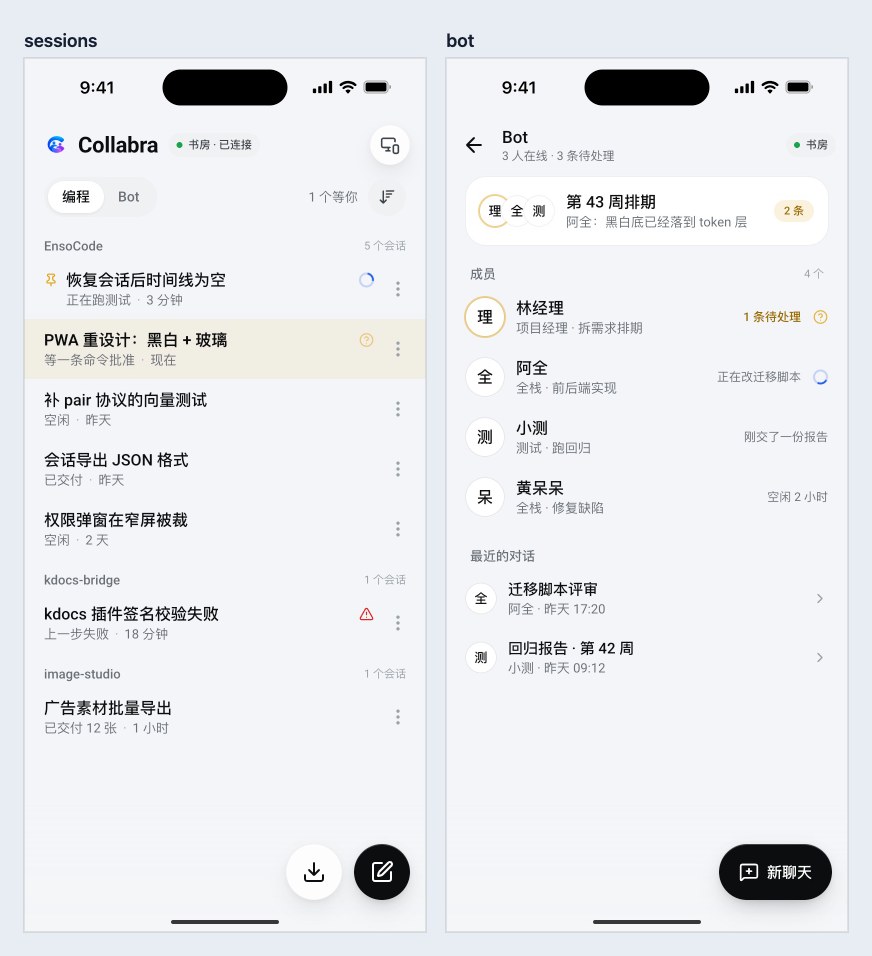 sessions
9:41
Collabra
书房 · 已连接
编程
Bot
1 个等你
EnsoCode
5 个会话
恢复会话后时间线为空
正在跑测试 · 3 分钟
PWA 重设计：黑白 + 玻璃
等一条命令批准 · 现在
补 pair 协议的向量测试
空闲 · 昨天
会话导出 JSON 格式
已交付 · 昨天
权限弹窗在窄屏被裁
空闲 · 2 天
kdocs-bridge
1 个会话
kdocs 插件签名校验失败
上一步失败 · 18 分钟
image-studio
1 个会话
广告素材批量导出
已交付 12 张 · 1 小时
bot
9:41
Bot
3 人在线 · 3 条待处理
书房
理
全
测
第 43 周排期
阿全：黑白底已经落到 token 层
2 条
成员
4 个
理
林经理
项目经理 · 拆需求排期
1 条待处理
全
阿全
全栈 · 前后端实现
正在改迁移脚本
测
小测
测试 · 跑回归
刚交了一份报告
呆
黄呆呆
全栈 · 修复缺陷
空闲 2 小时
最近的对话
全
迁移脚本评审
阿全 · 昨天 17:20
测
回归报告 · 第 42 周
小测 · 昨天 09:12
新聊天